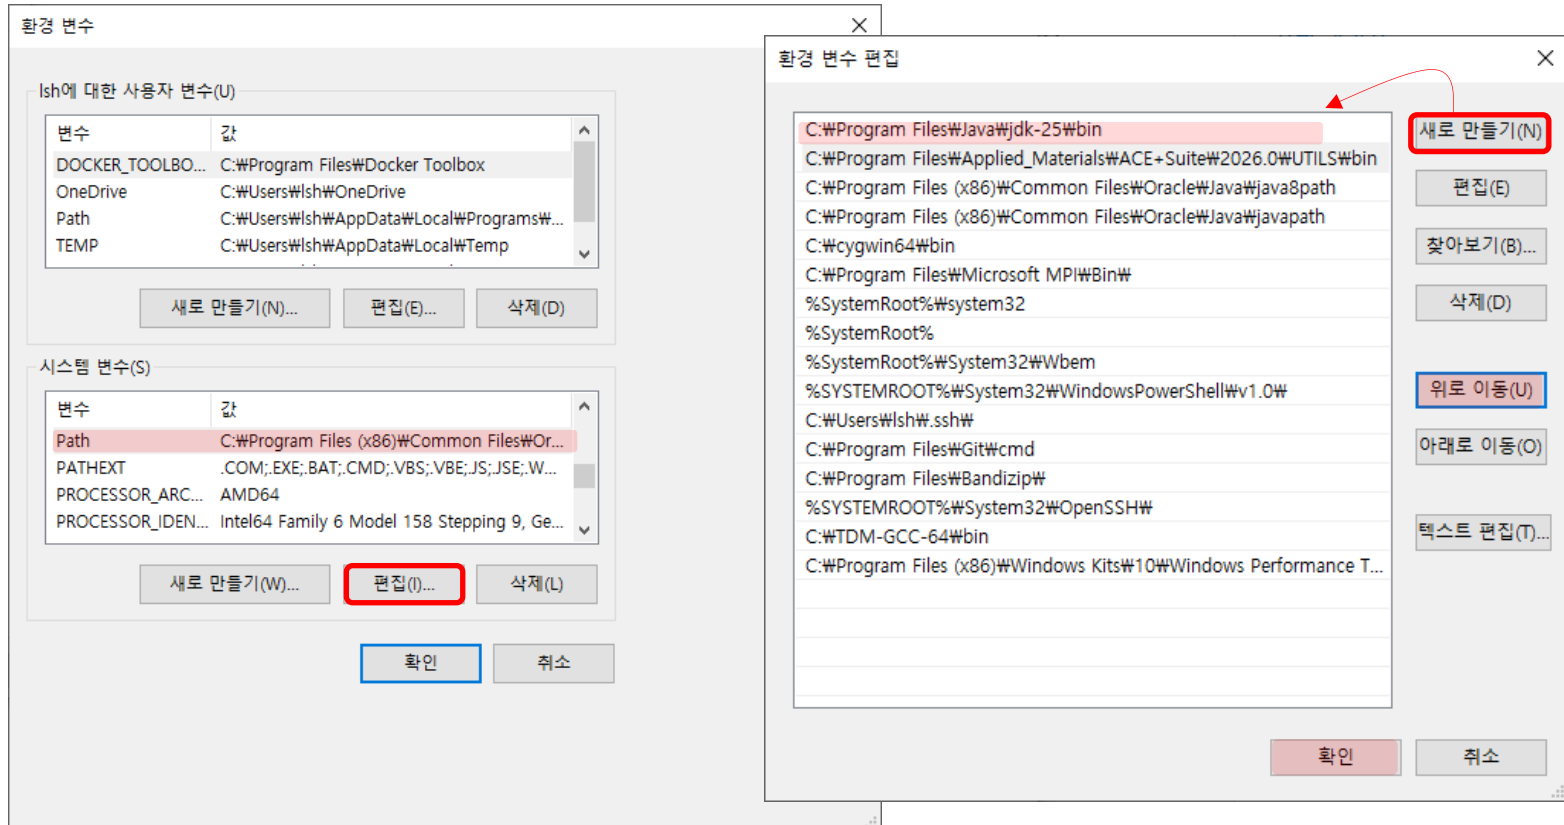 환경 변수
lsh에 대한 사용자 변수(U)
변수 값
DOCKER_TOOLBO... C:₩Program Files₩Docker Toolbox
OneDrive C:₩Users₩lsh₩OneDrive
Path C:₩Users₩lsh₩AppData₩Local₩Programs₩...
TEMP C:₩Users₩lsh₩AppData₩Local₩Temp
새로 만들기(N)... 편집(E)... 삭제(D)
시스템 변수(S)
변수 값
Path C:₩Program Files (x86)₩Common Files₩Or...
PATHEXT .COM;.EXE;.BAT;.CMD;.VBS;.VBE;.JS;.JSE;.W...
PROCESSOR_ARC... AMD64
PROCESSOR_IDEN... Intel64 Family 6 Model 158 Stepping 9, Ge...
새로 만들기(W)... 편집(I)... 삭제(L)
확인 취소
환경 변수 편집
C:₩Program Files₩Java₩jdk-25₩bin
C:₩Program Files₩Applied_Materials₩ACE+Suite₩2026.0₩UTILS₩bin
C:₩Program Files (x86)₩Common Files₩Oracle₩Java₩java8path
C:₩Program Files (x86)₩Common Files₩Oracle₩Java₩javapath
C:₩cygwin64₩bin
C:₩Program Files₩Microsoft MPI₩Bin₩
%SystemRoot%₩system32
%SystemRoot%
%SystemRoot%₩System32₩Wbem
%SYSTEMROOT%₩System32₩WindowsPowerShell₩v1.0₩
C:₩Users₩lsh₩.ssh₩
C:₩Program Files₩Git₩cmd
C:₩Program Files₩Bandizip₩
%SYSTEMROOT%₩System32₩OpenSSH₩
C:₩TDM-GCC-64₩bin
C:₩Program Files (x86)₩Windows Kits₩10₩Windows Performance T...
새로 만들기(N)
편집(E)
찾아보기(B)...
삭제(D)
위로 이동(U)
아래로 이동(O)
텍스트 편집(T)...
확인 취소